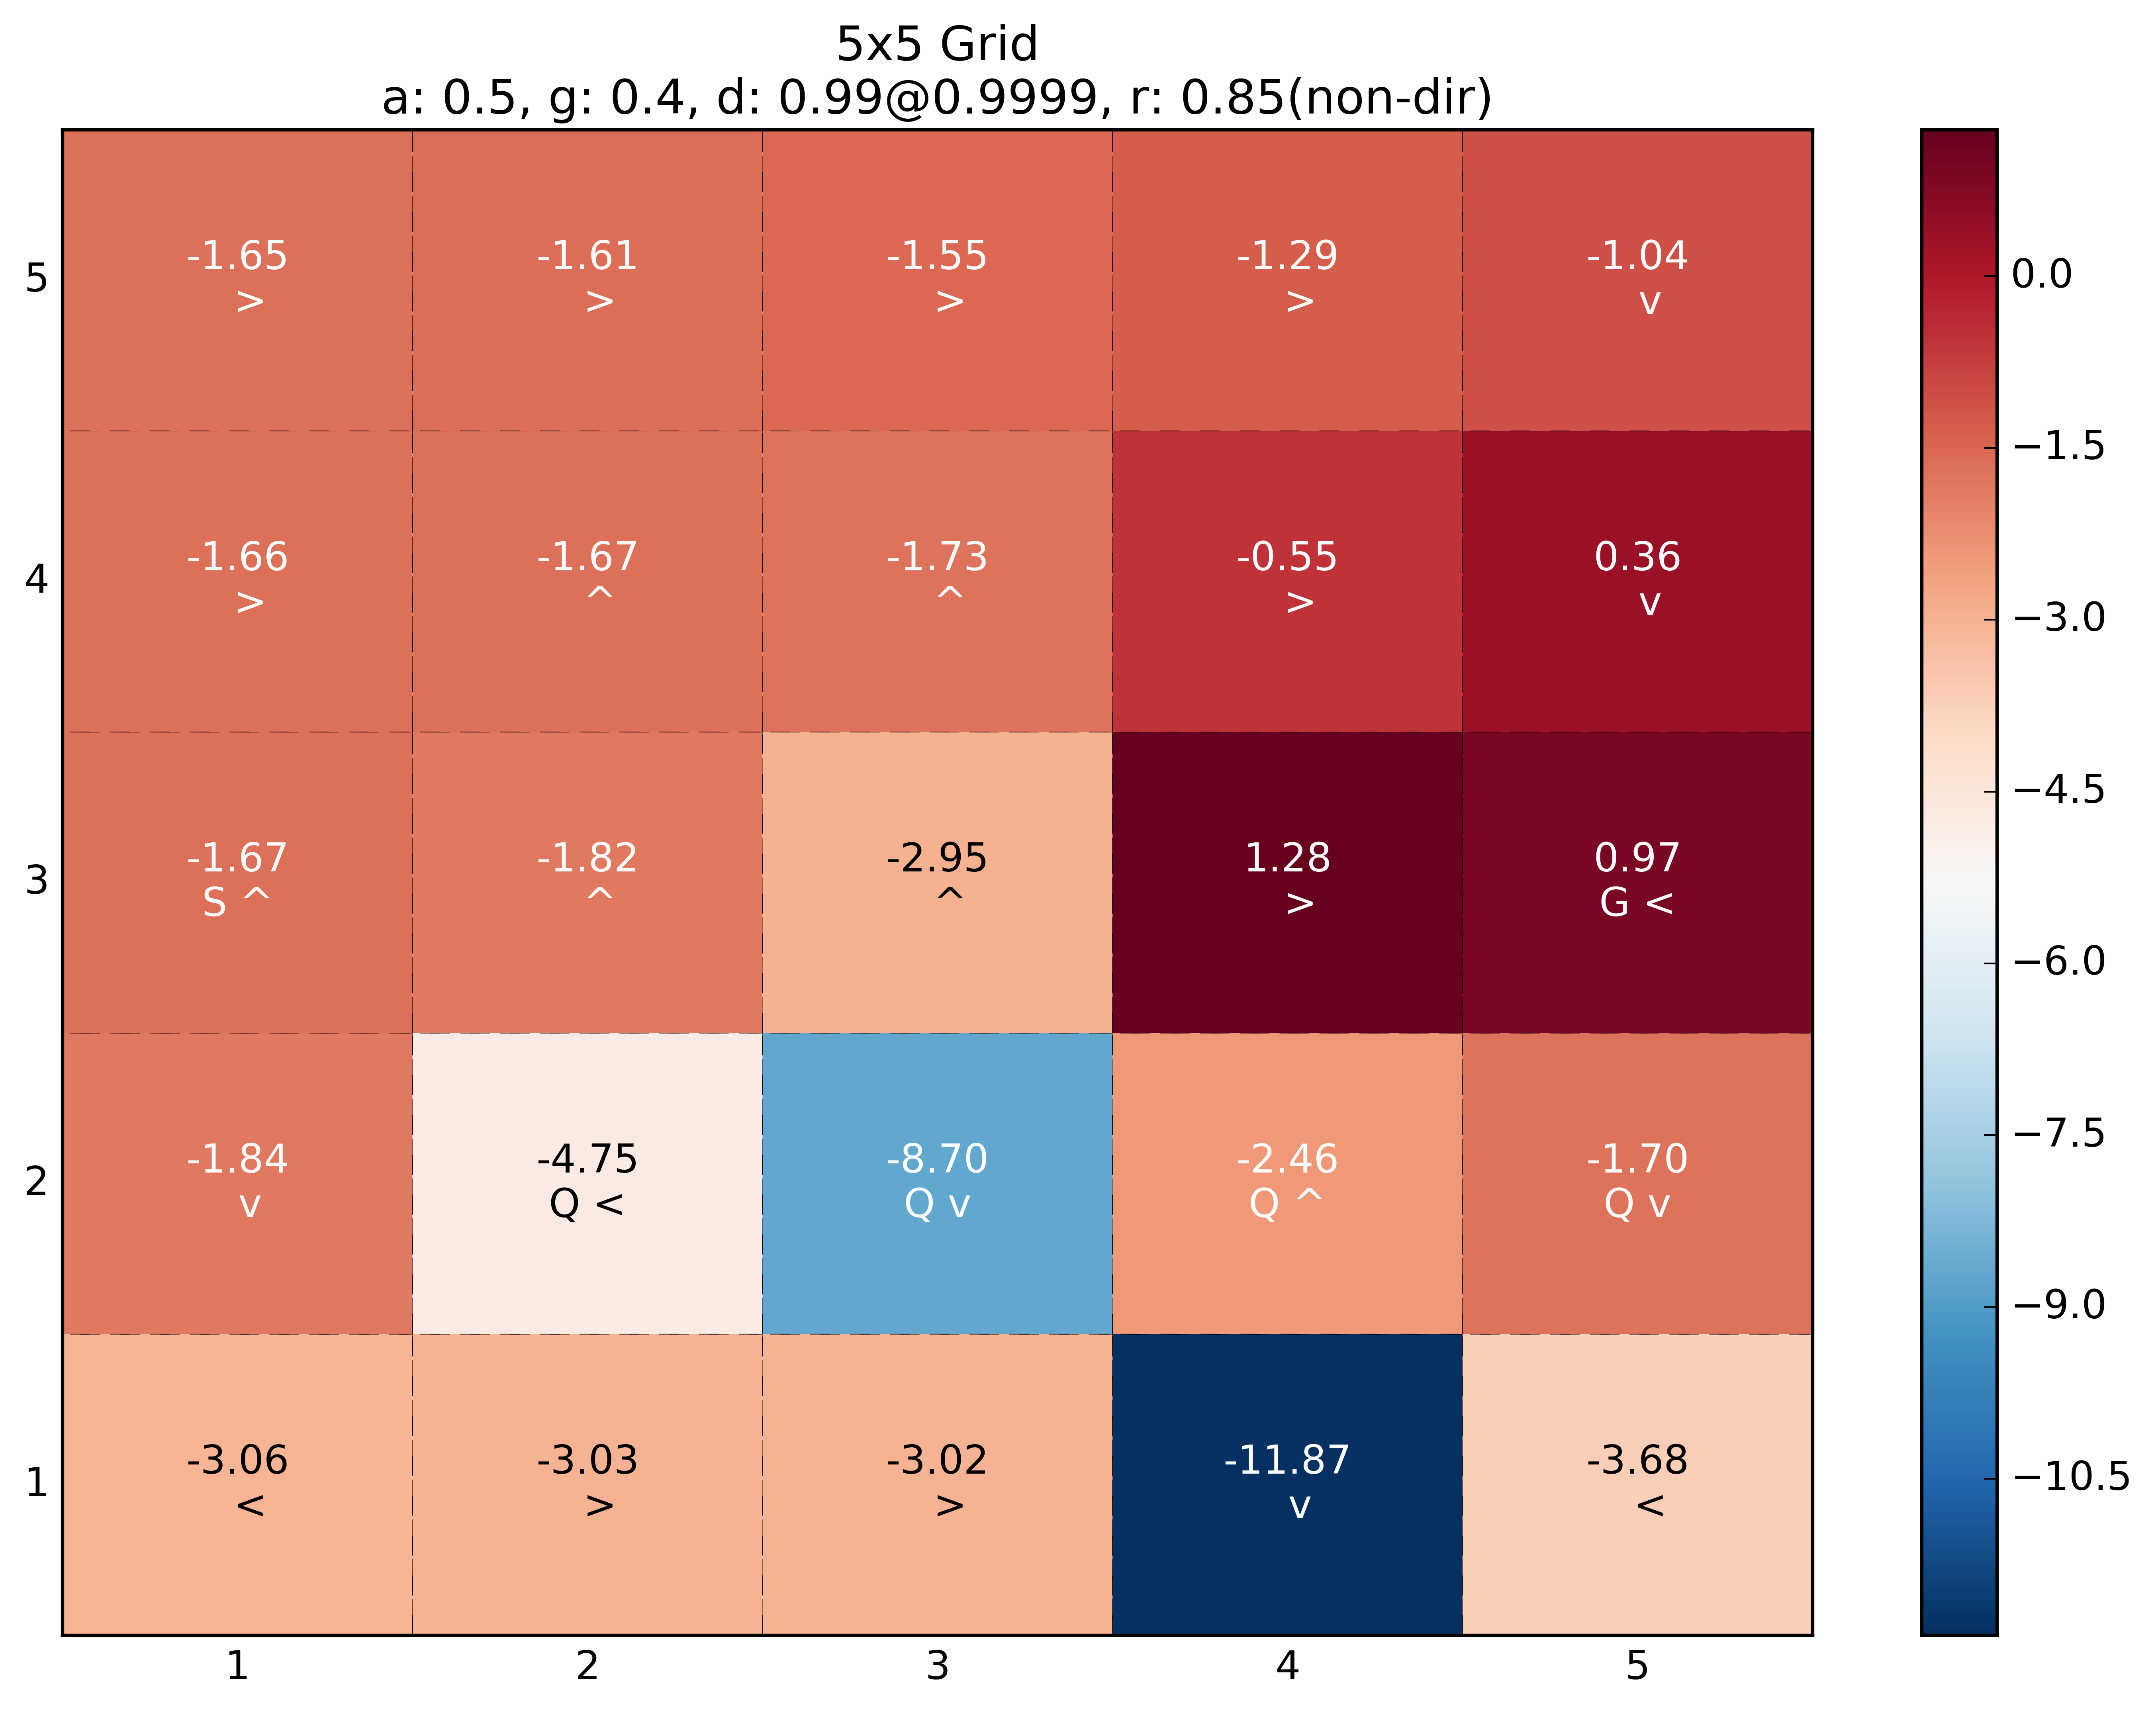 5x5 Grid
a: 0.5, g: 0.4, d: 0.99@0.9999, r: 0.85(non-dir)
5 -1.65 -1.61 -1.55 -1.29 -1.04
> > > > v
4 -1.66 -1.67 -1.73 -0.55 0.36
> ^ ^ > v
3 -1.67 -1.82 -2.95 1.28 0.97
S ^ ^ ^ > G <
2 -1.84 -4.75 -8.70 -2.46 -1.70
v Q < Q v Q ^ Q v
1 -3.06 -3.03 -3.02 -11.87 -3.68
< > > v <
1 2 3 4 5
0.0
−1.5
−3.0
−4.5
−6.0
−7.5
−9.0
−10.5